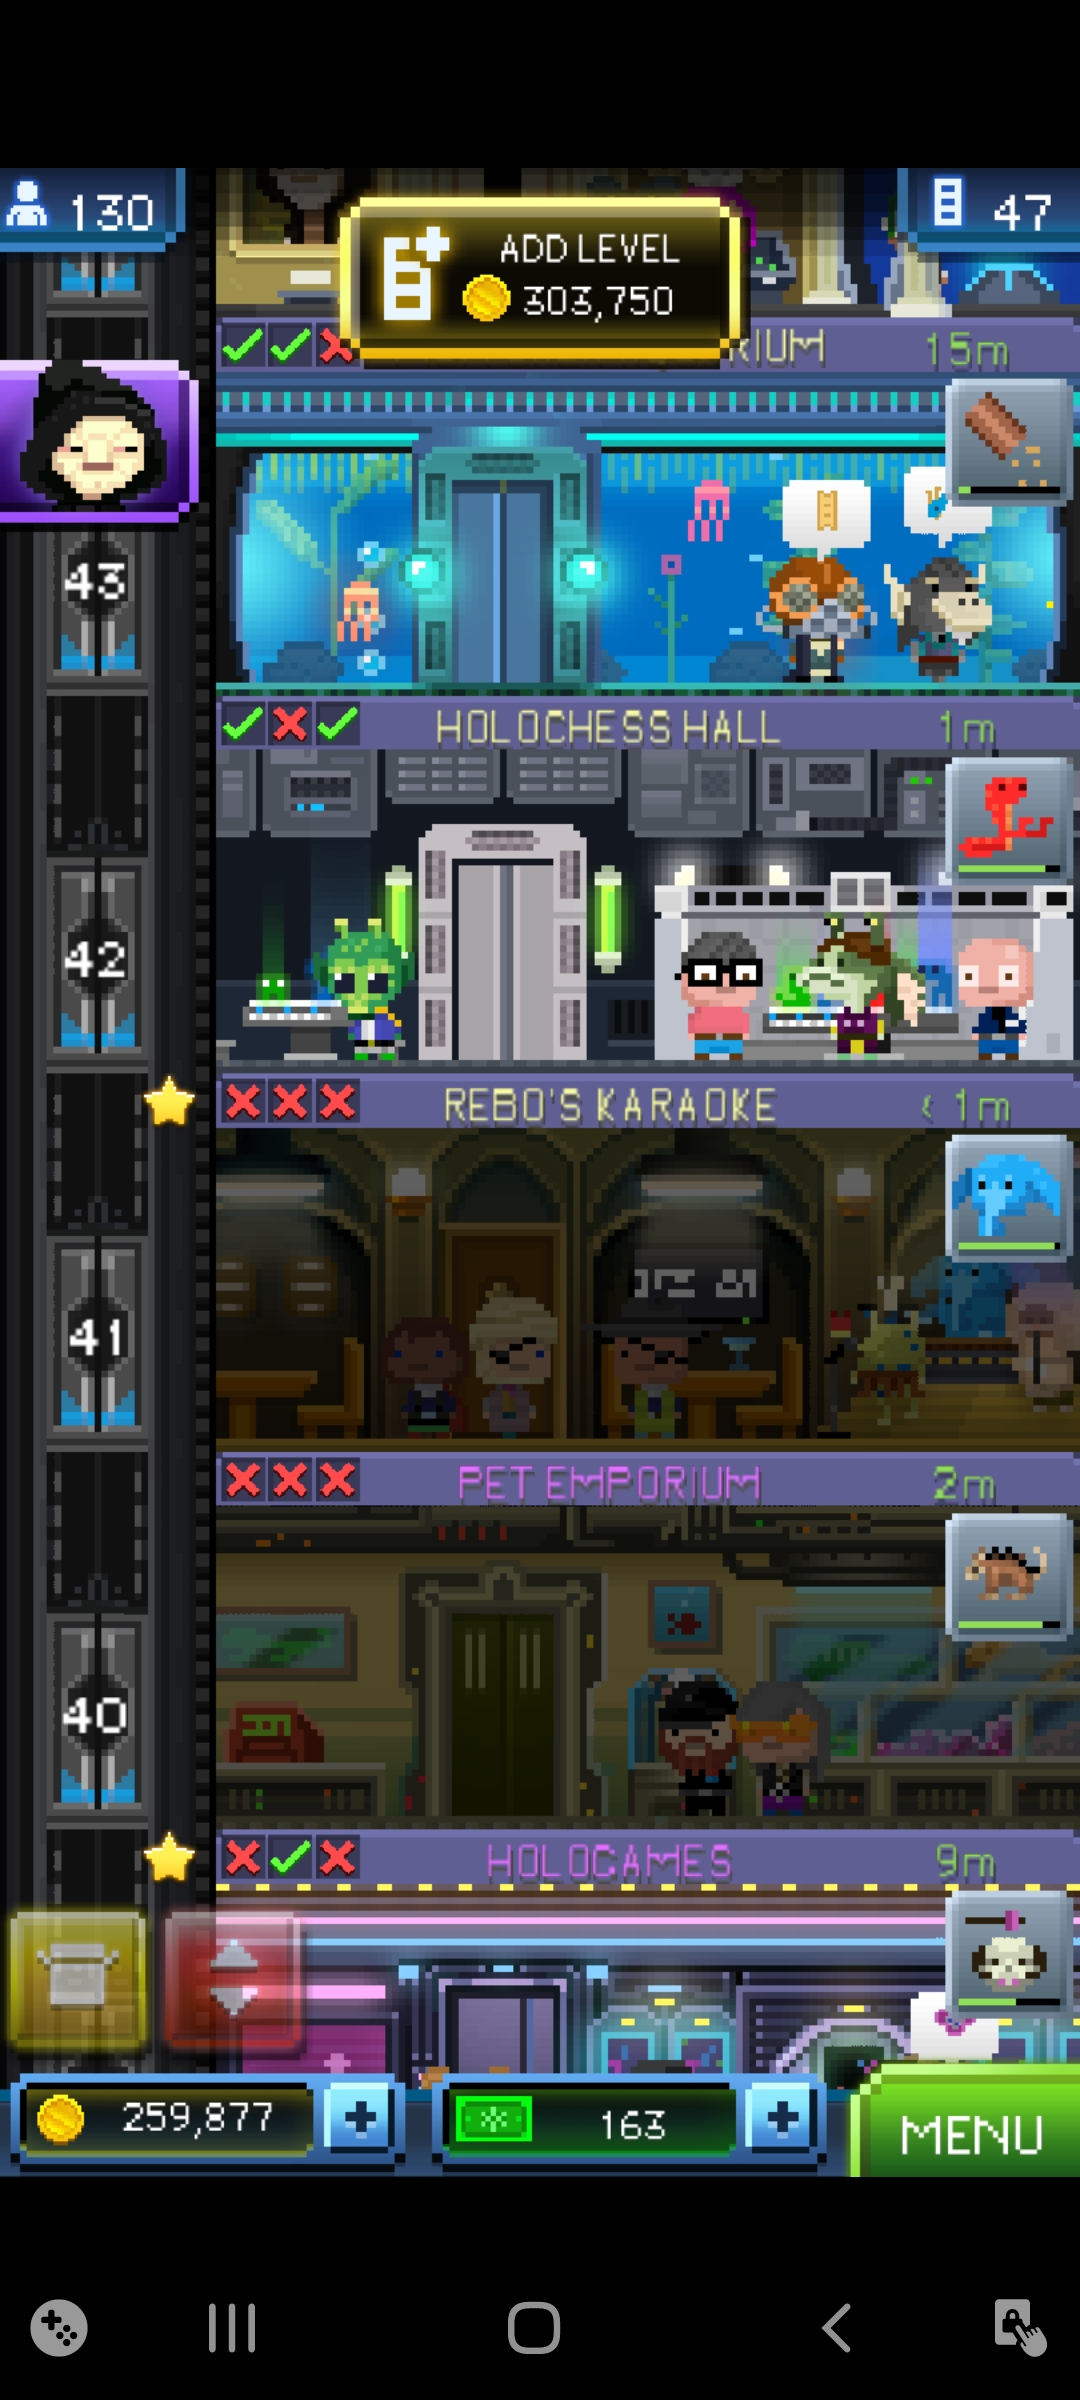 130
ADD LEVEL
303,750
47
RIUM
15m
43
HOLOCHESS HALL
1m
42
REBO'S KARAOKE
< 1m
41
PET EMPORIUM
2m
40
HOLOGAMES
9m
259,877
163
MENU